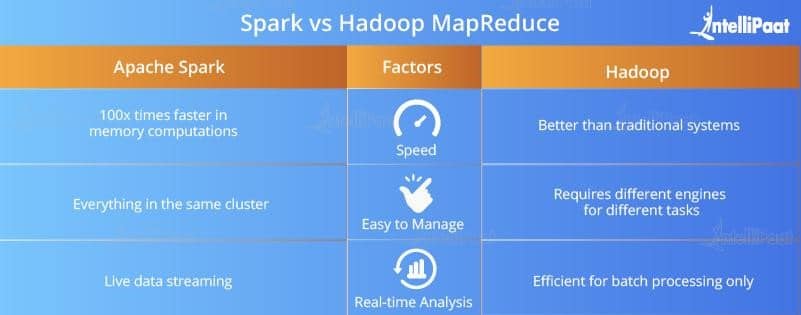 Spark vs Hadoop MapReduce
IntelliPaat
Apache Spark
Factors
Hadoop
100x times faster in
memory computations
Speed
Better than traditional systems
Everything in the same cluster
Easy to Manage
Requires different engines
for different tasks
Live data streaming
Real-time Analysis
Efficient for batch processing only
IntelliPaat
IntelliPaat